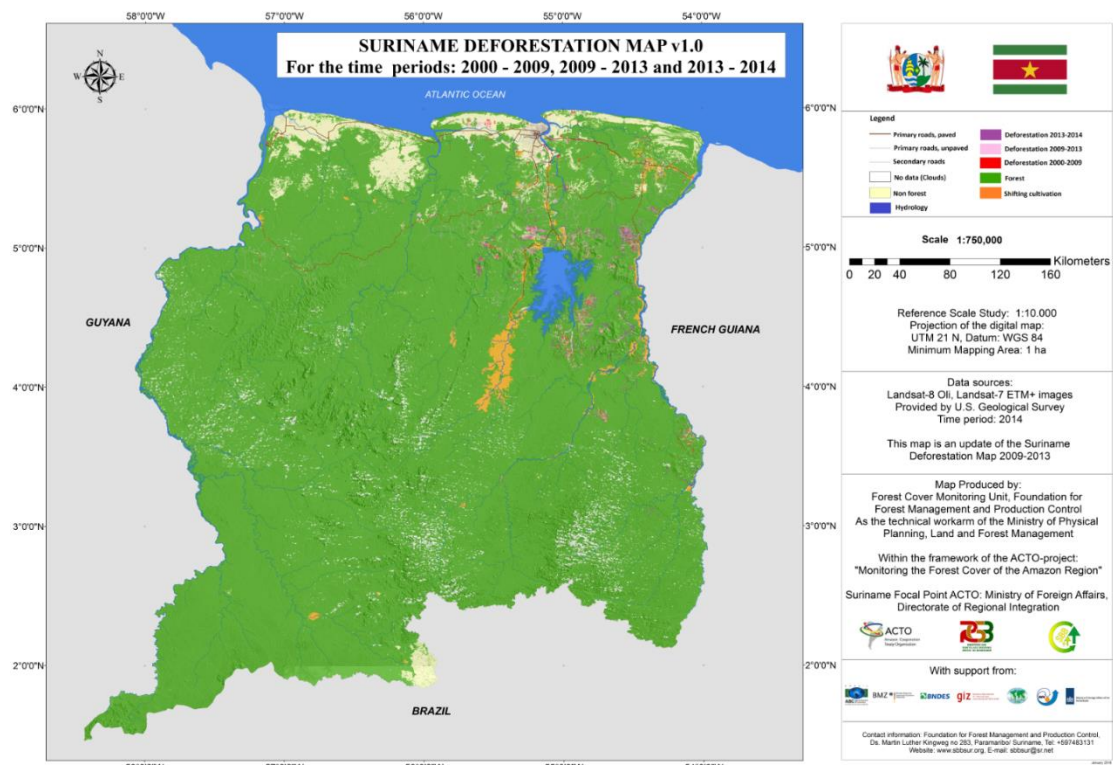 58°0'0"W 57°0'0"W 56°0'0"W 55°0'0"W 54°0'0"W
SURINAME DEFORESTATION MAP v1.0
For the time periods: 2000 - 2009, 2009 - 2013 and 2013 - 2014
N
W E
S
ATLANTIC OCEAN
6°0'0"N 6°0'0"N
5°0'0"N 5°0'0"N
GUYANA
FRENCH GUIANA
4°0'0"N 4°0'0"N
3°0'0"N 3°0'0"N
2°0'0"N 2°0'0"N
BRAZIL
Legend
Primary roads, paved
Primary roads, unpaved
Secondary roads
No data (Clouds)
Non forest
Hydrology
Deforestation 2013-2014
Deforestation 2009-2013
Deforestation 2000-2009
Forest
Shifting cultivation
Scale 1:750,000
Kilometers
0 10 20 40 80 120 160
Reference Scale Study: 1:10.000
Projection of the digital map:
UTM 21 N, Datum: WGS 84
Minimum Mapping Area: 1 ha
Data sources:
Landsat-8 Oli, Landsat-7 ETM+ images
Provided by U.S. Geological Survey
Time period: 2014
This map is an update of the Suriname
Deforestation Map 2009-2013
Map Produced by:
Forest Cover Monitoring Unit, Foundation for
Forest Management and Production Control
As the technical workarm of the Ministry of Physical
Planning, Land and Forest Management
Within the framework of the ACTO-project:
"Monitoring the Forest Cover of the Amazon Region"
Suriname Focal Point ACTO: Ministry of Foreign Affairs,
Directorate of Regional Integration
ACTO
With support from:
BMZ
BNDES
giz
Contact information: Foundation for Forest Management and Production Control,
Ds. Martin Luther Kingweg no 283, Paramaribo/ Suriname, Tel: +597483131
Website: www.sbbsur.org, E-mail: sbbsur@sr.net